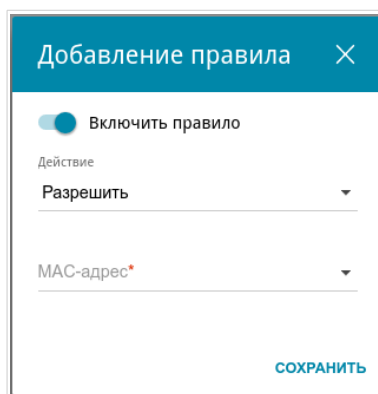 Добавление правила
Включить правило
Действие
Разрешить
MAC-адрес*
СОХРАНИТЬ